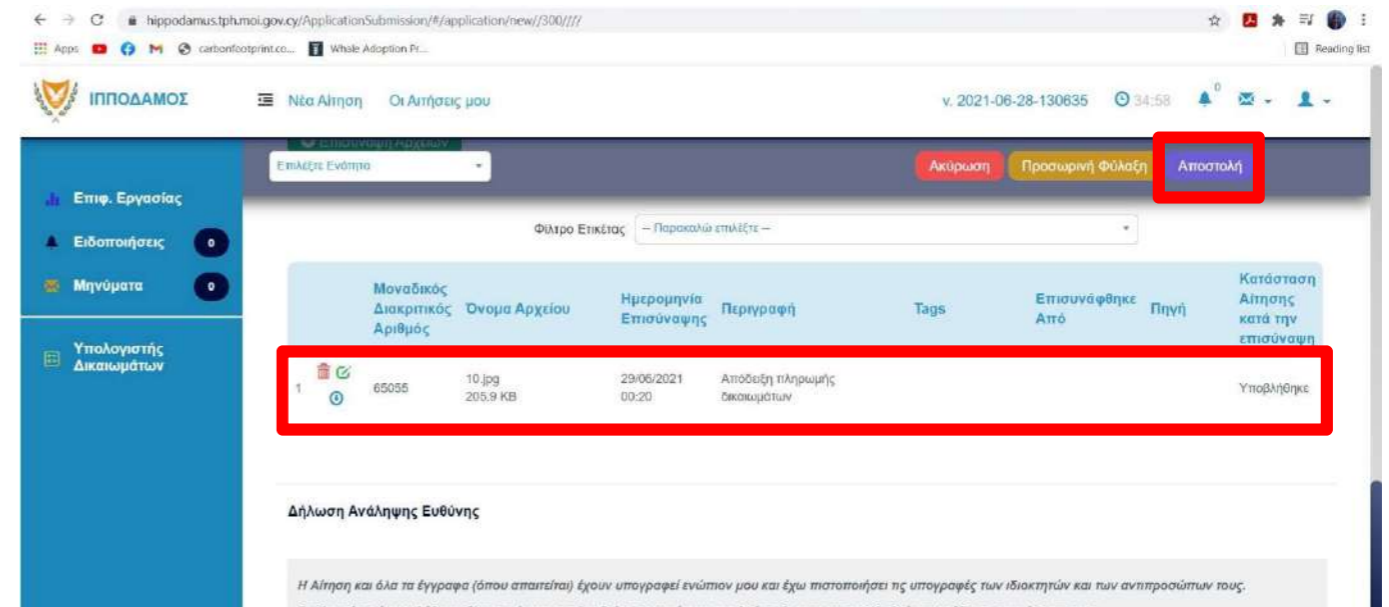 hippodamus.tph.moi.gov.cy/ApplicationSubmission/#/application/new//300////
Apps
carbonfootprint.co...
Whale Adoption Pr...
Reading list
ΙΠΠΟΔΑΜΟΣ
Νέα Αίτηση
Οι Αιτήσεις μου
v. 2021-06-28-130635
34:58
0
Επισύναψη Αρχείων
Επιλέξτε Ενότητα
Ακύρωση
Προσωρινή Φύλαξη
Αποστολή
Επιφ. Εργασίας
Ειδοποιήσεις
0
Μηνύματα
0
Υπολογιστής
Δικαιωμάτων
Φίλτρο Ετικέτας
-- Παρακαλώ επιλέξτε --
Μοναδικός
Διακριτικός
Αριθμός
Όνομα Αρχείου
Ημερομηνία
Επισύναψης
Περιγραφή
Tags
Επισυνάφθηκε
Από
Πηγή
Κατάσταση
Αίτησης
κατά την
επισύναψη
1
65055
10.jpg
205.9 KB
29/06/2021
00:20
Απόδειξη πληρωμής
δικαιωμάτων
Υποβλήθηκε
Δήλωση Ανάληψης Ευθύνης
Η Αίτηση και όλα τα έγγραφα (όπου απαιτείται) έχουν υπογραφεί ενώπιον μου και έχω πιστοποιήσει τις υπογραφές των ιδιοκτητών και των αντιπροσώπων τους.